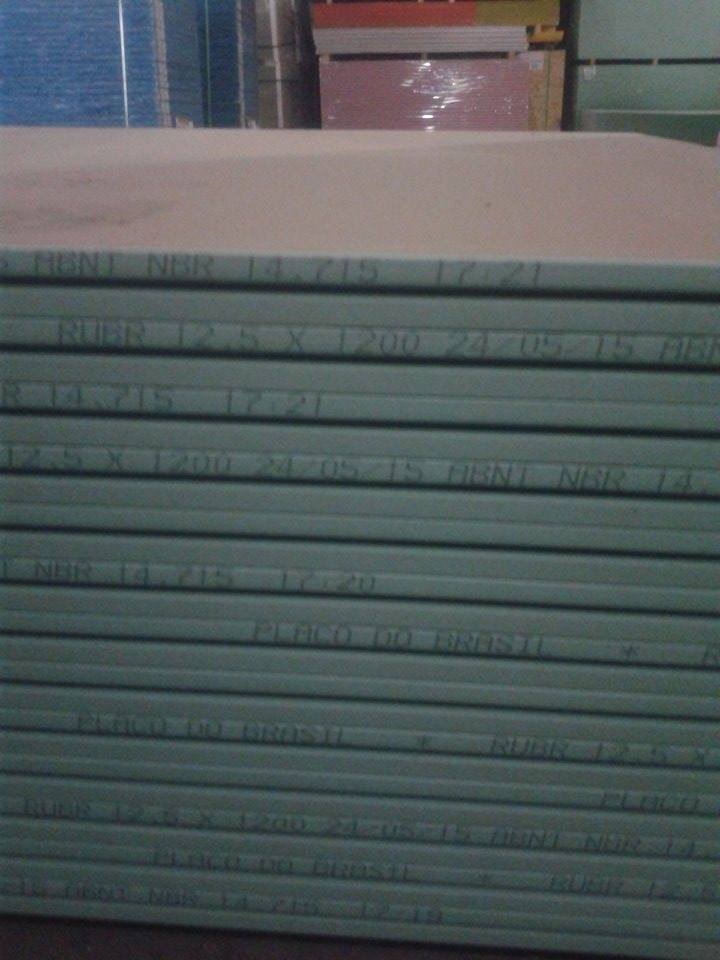 ABNT NBR 14.715 17:21
RUBR 12.5 X 1200 24/05/15 ABN
R 14.715 17:21
12.5 X 1200 24/05/15 ABNT NBR 14.
T NBR 14.715 17:20
PLACO DO BRASIL * R
PLACO DO BRASIL * RUBR 12.5 X
PLACO
RUBR 12.5 X 1200 24/05/15 ABNT NBR 14.
PLACO DO BRASIL * RUBR 12.5
/15 ABNT NBR 14.715 17:19